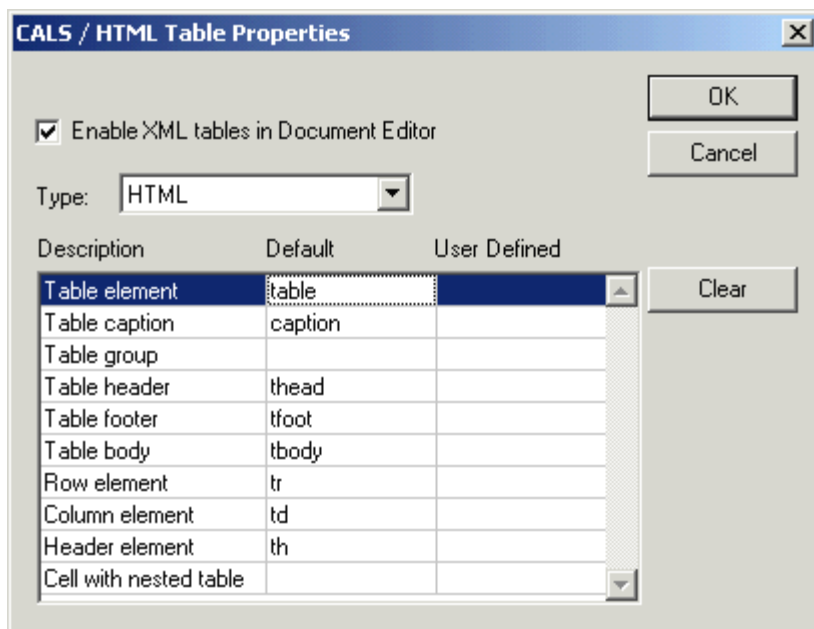 CALS / HTML Table Properties
Enable XML tables in Document Editor
OK
Cancel
Type: HTML
Description Default User Defined
Table element table
Clear
Table caption caption
Table group
Table header thead
Table footer tfoot
Table body tbody
Row element tr
Column element td
Header element th
Cell with nested table